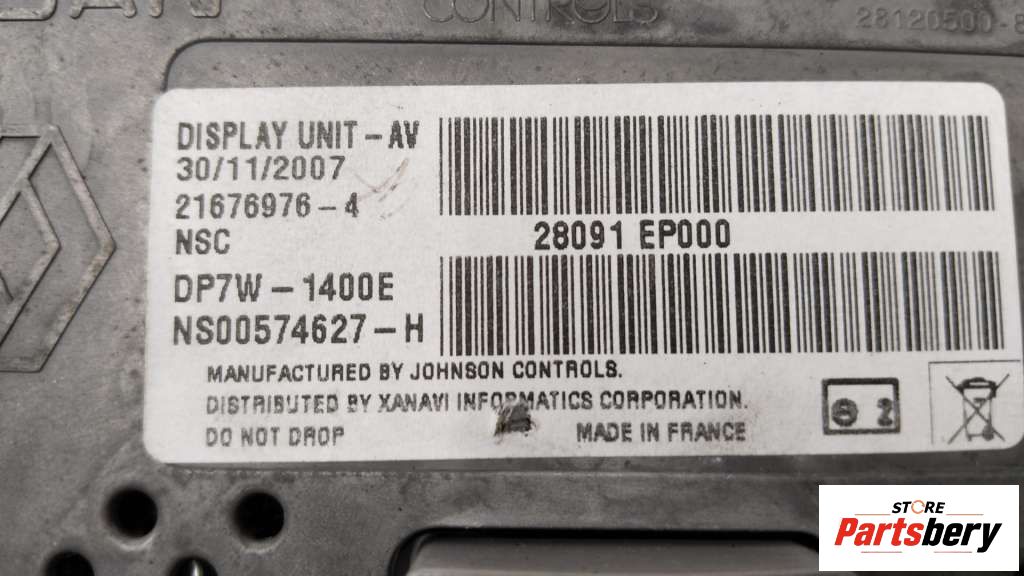 CONTROLS
28120500-8
DISPLAY UNIT - AV
30/11/2007
21676976-4
NSC
28091 EP000
DP7W - 1400E
NS00574627 - H
MANUFACTURED BY JOHNSON CONTROLS.
DISTRIBUTED BY XANAVI INFORMATICS CORPORATION.
DO NOT DROP
MADE IN FRANCE
STORE
Partsbery